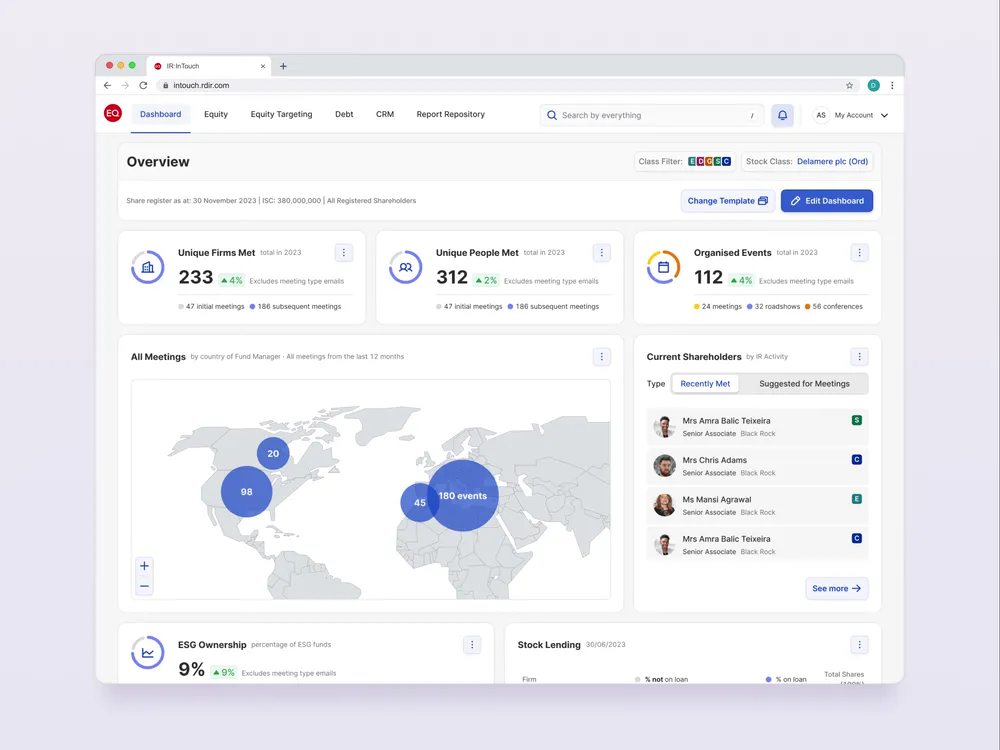 IR:InTouch
intouch.rdir.com
D
EQ
Dashboard
Equity
Equity Targeting
Debt
CRM
Report Repository
Search by everything
/
AS
My Account
Overview
Class Filter: E D G S C
Stock Class: Delamere plc (Ord)
Share register as at: 30 November 2023 | ISC: 380,000,000 | All Registered Shareholders
Change Template
Edit Dashboard
Unique Firms Met total in 2023
233 4% Excludes meeting type emails
47 initial meetings 186 subsequent meetings
Unique People Met total in 2023
312 2% Excludes meeting type emails
47 initial meetings 186 subsequent meetings
Organised Events total in 2023
112 4% Excludes meeting type emails
24 meetings 32 roadshows 56 conferences
All Meetings by country of Fund Manager · All meetings from the last 12 months
20
98
45
180 events
+
−
Current Shareholders by IR Activity
Type Recently Met Suggested for Meetings
Mrs Amra Balic Teixeira S
Senior Associate Black Rock
Mrs Chris Adams C
Senior Associate Black Rock
Ms Mansi Agrawal E
Senior Associate Black Rock
Mrs Amra Balic Teixeira C
Senior Associate Black Rock
See more
ESG Ownership percentage of ESG funds
9% 9% Excludes meeting type emails
Stock Lending 30/06/2023
Firm
% not on loan
% on loan
Total Shares
(100%)